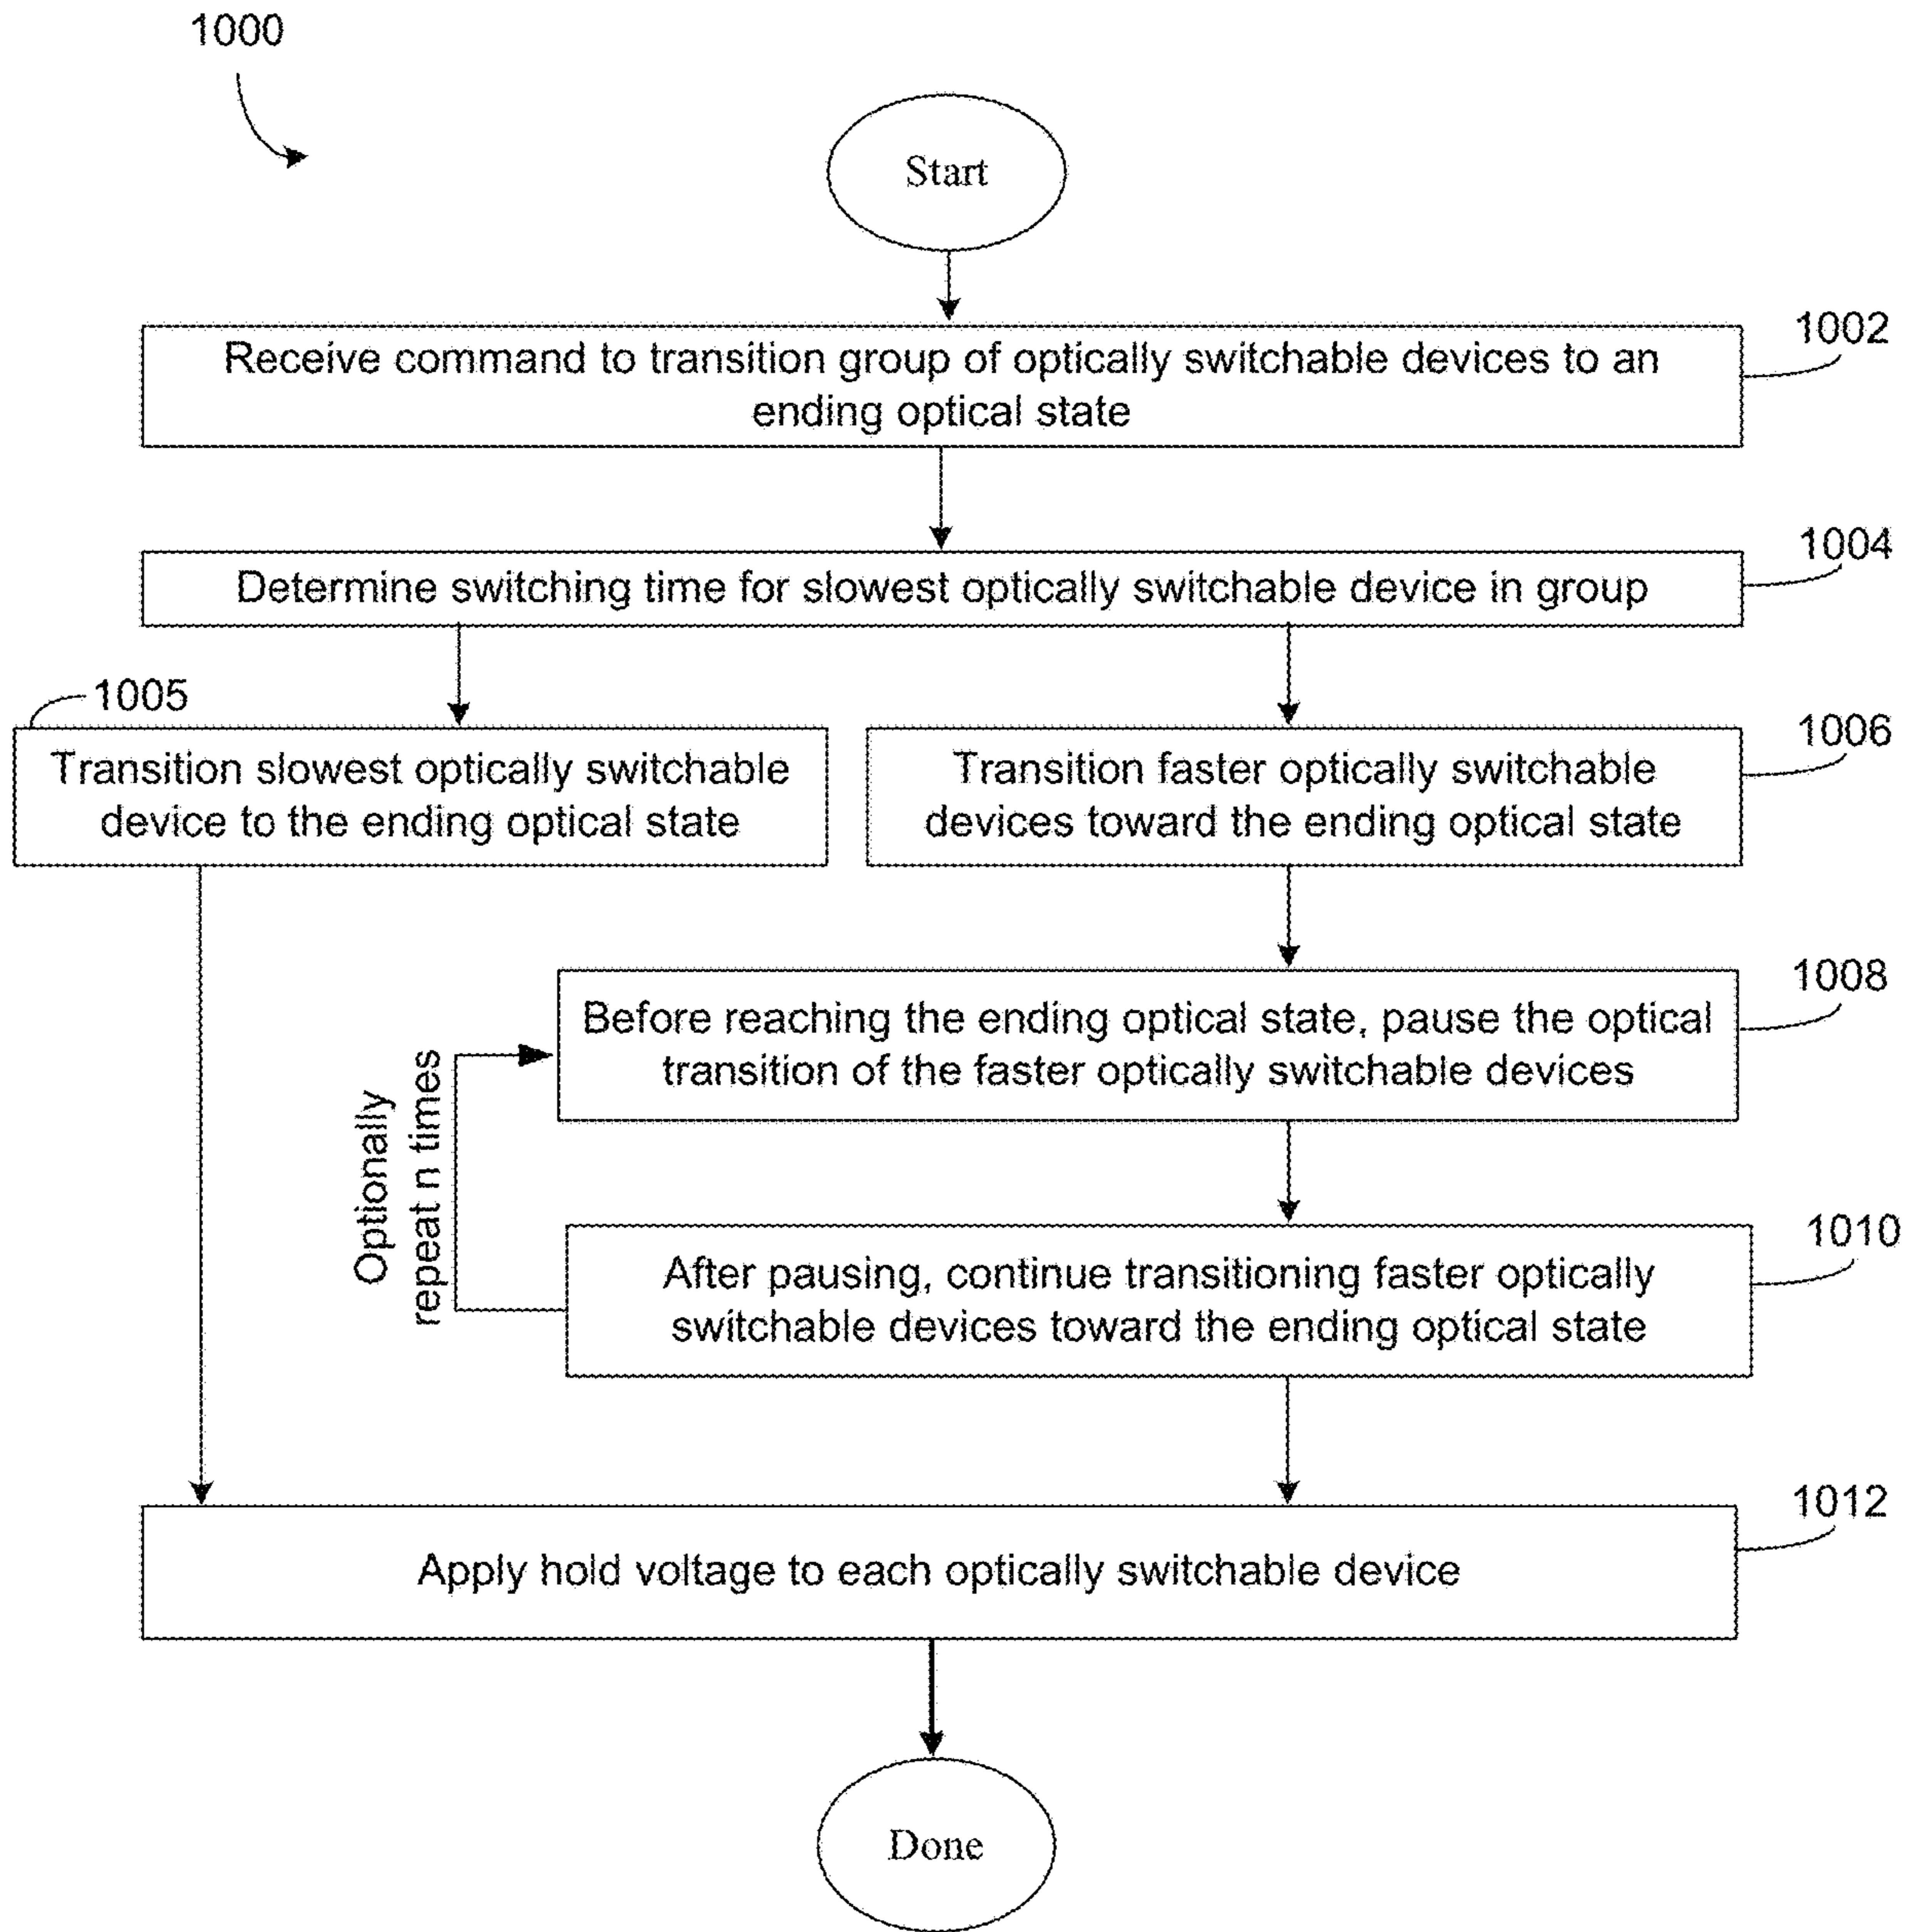 1000
Start
1002
Receive command to transition group of optically switchable devices to an
ending optical state
1004
Determine switching time for slowest optically switchable device in group
1005
Transition slowest optically switchable
device to the ending optical state
1006
Transition faster optically switchable
devices toward the ending optical state
1008
Before reaching the ending optical state, pause the optical
transition of the faster optically switchable devices
Optionally
repeat n times
1010
After pausing, continue transitioning faster optically
switchable devices toward the ending optical state
1012
Apply hold voltage to each optically switchable device
Done